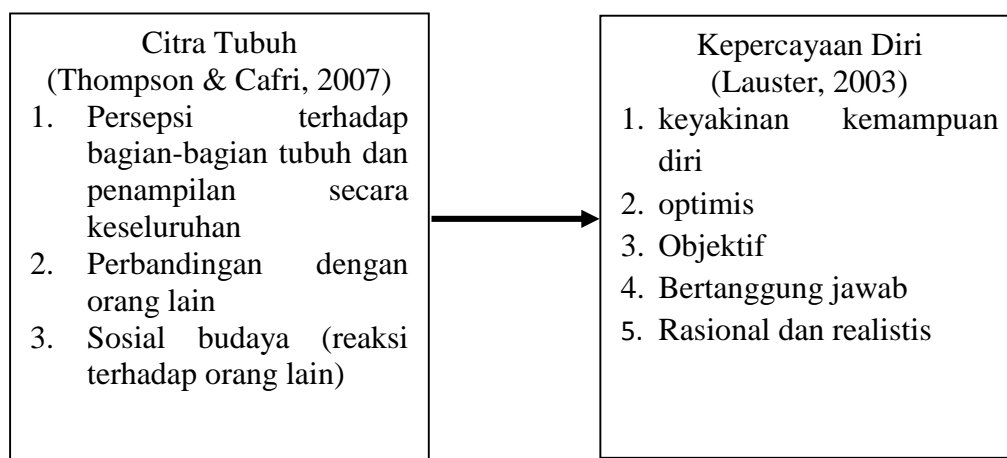 Citra Tubuh
(Thompson & Cafri, 2007)
1. Persepsi terhadap
bagian-bagian tubuh dan
penampilan secara
keseluruhan
2. Perbandingan dengan
orang lain
3. Sosial budaya (reaksi
terhadap orang lain)
Kepercayaan Diri
(Lauster, 2003)
1. keyakinan kemampuan
diri
2. optimis
3. Objektif
4. Bertanggung jawab
5. Rasional dan realistis